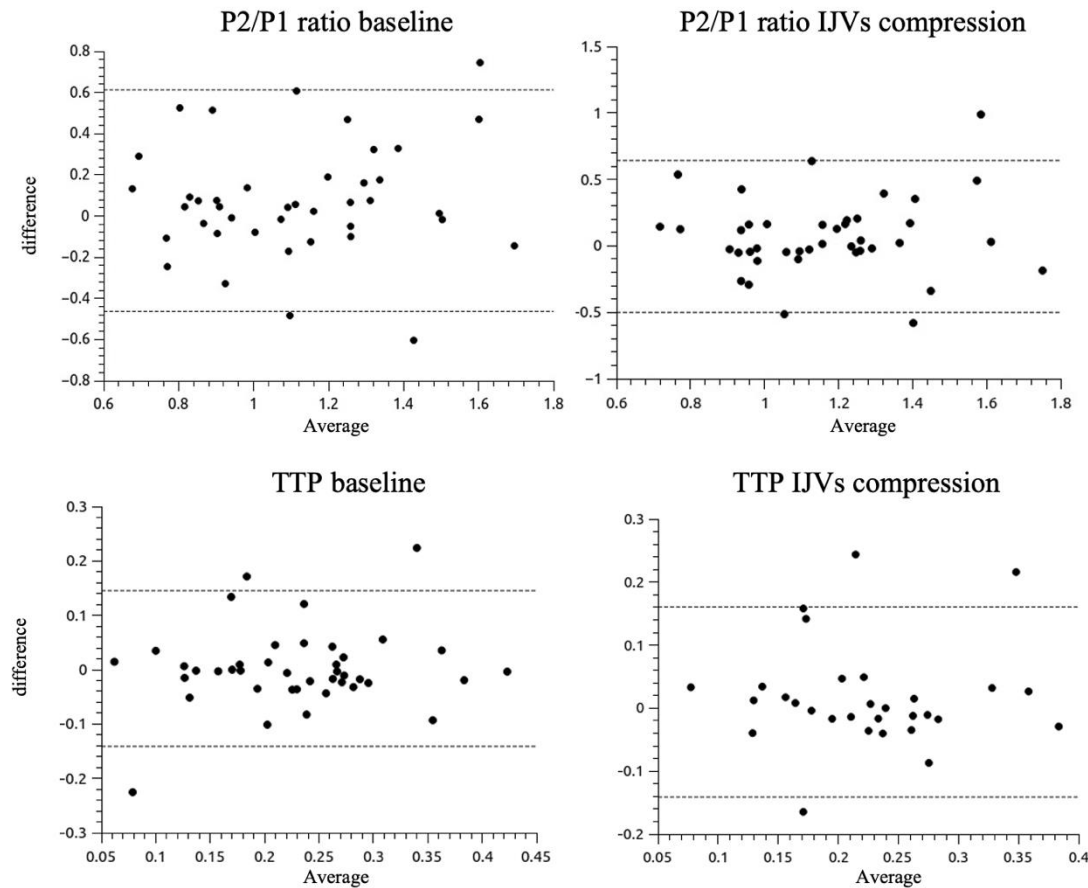 P2/P1 ratio baseline
0.8
0.6
0.4
0.2
0
-0.2
-0.4
-0.6
-0.8
difference
0.6 0.8 1 1.2 1.4 1.6 1.8
Average
P2/P1 ratio IJVs compression
1.5
1
0.5
0
-0.5
-1
0.6 0.8 1 1.2 1.4 1.6 1.8
Average
TTP baseline
0.3
0.2
0.1
0
-0.1
-0.2
-0.3
difference
0.05 0.1 0.15 0.2 0.25 0.3 0.35 0.4 0.45
Average
TTP IJVs compression
0.3
0.2
0.1
0
-0.1
-0.2
0.05 0.1 0.15 0.2 0.25 0.3 0.35 0.4
Average